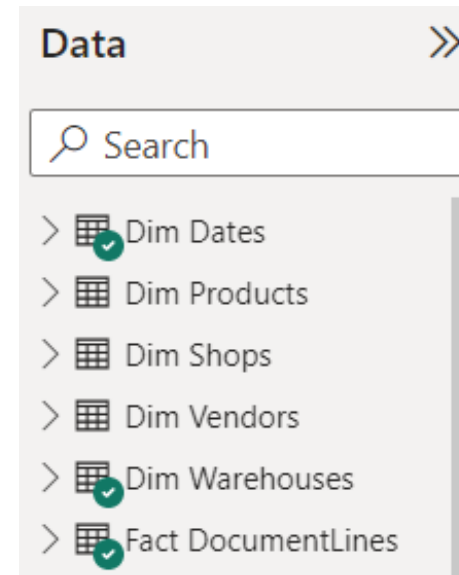 Data
Search
Dim Dates
Dim Products
Dim Shops
Dim Vendors
Dim Warehouses
Fact DocumentLines